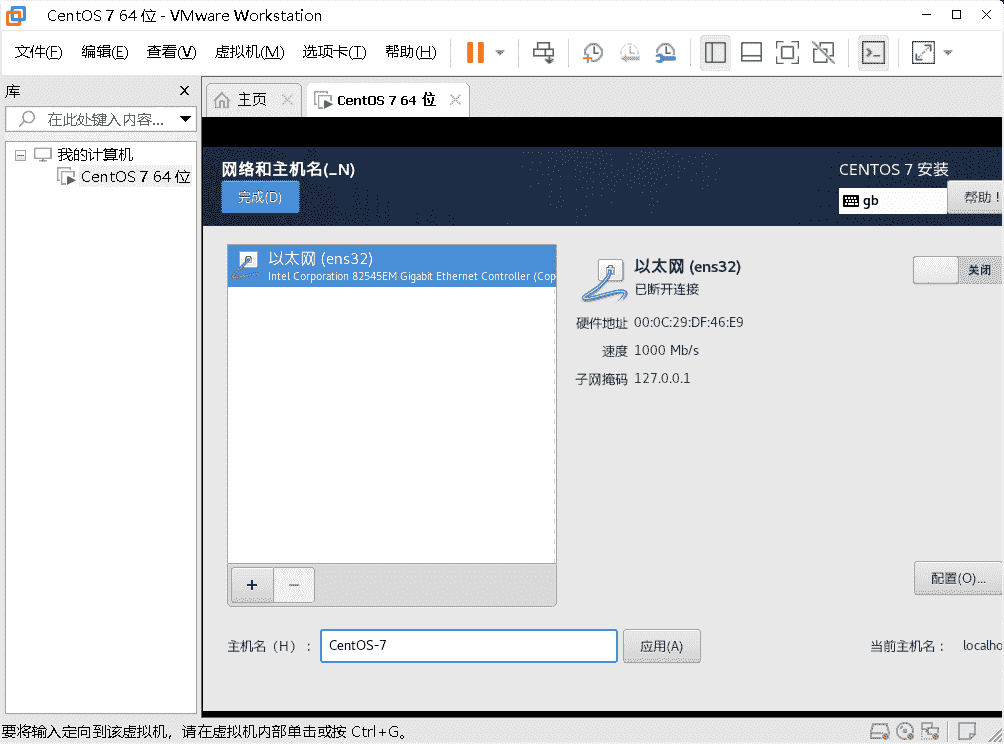 CentOS 7 64 位 - VMware Workstation
文件(F) 编辑(E) 查看(V) 虚拟机(M) 选项卡(T) 帮助(H)
库
在此处键入内容...
我的计算机
CentOS 7 64 位
主页
CentOS 7 64 位
网络和主机名(_N)
完成(D)
CENTOS 7 安装
gb
帮助！
以太网 (ens32)
Intel Corporation 82545EM Gigabit Ethernet Controller (Cop
以太网 (ens32)
已断开连接
关闭
硬件地址 00:0C:29:DF:46:E9
速度 1000 Mb/s
子网掩码 127.0.0.1
+ −
配置(O)...
主机名（H）： CentOS-7 应用(A) 当前主机名： localho
要将输入定向到该虚拟机，请在虚拟机内部单击或按 Ctrl+G。